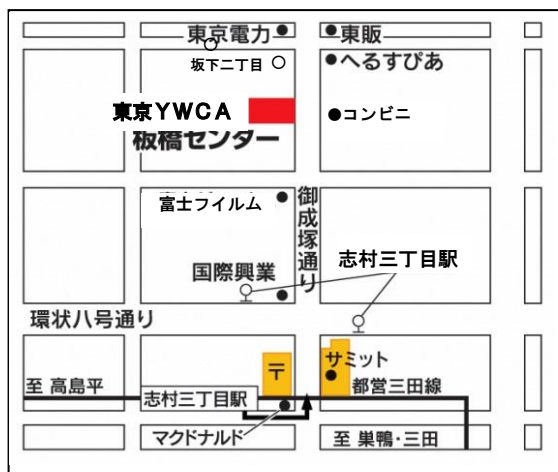 東京電力
東販
坂下二丁目
へるすぴあ
東京YWCA
板橋センター
コンビニ
富士フイルム
御成塚通り
志村三丁目駅
国際興業
環状八号通り
〒
サミット
至 高島平
志村三丁目駅
都営三田線
マクドナルド
至 巣鴨・三田